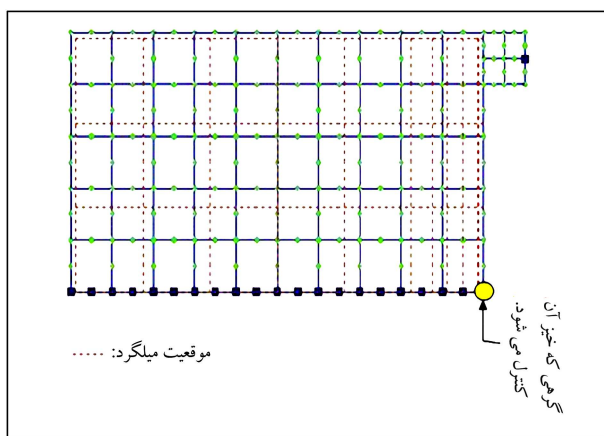 موقعیت میلگرد:
گرهی که خیز آن
کنترل می شود.